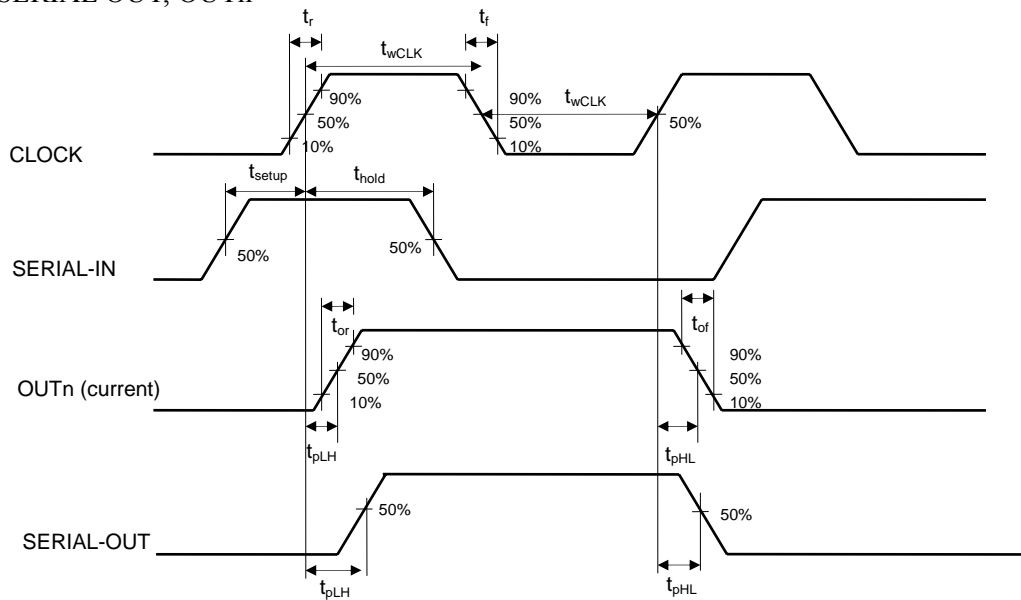 SERIAL OUT, OUTn
tr
tf
twCLK
90%
50%
10%
90%
50%
10%
twCLK
50%
CLOCK
tsetup
thold
50%
50%
SERIAL-IN
tor
tof
90%
50%
10%
90%
50%
10%
OUTn (current)
tpLH
tpHL
50%
50%
SERIAL-OUT
tpLH
tpHL